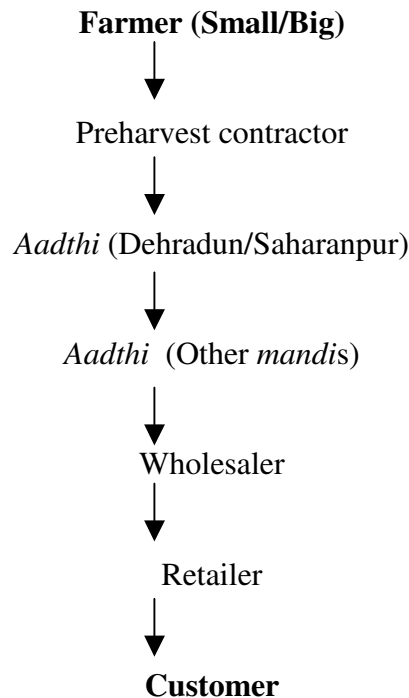 Farmer (Small/Big)
Preharvest contractor
Aadthi (Dehradun/Saharanpur)
Aadthi (Other mandis)
Wholesaler
Retailer
Customer